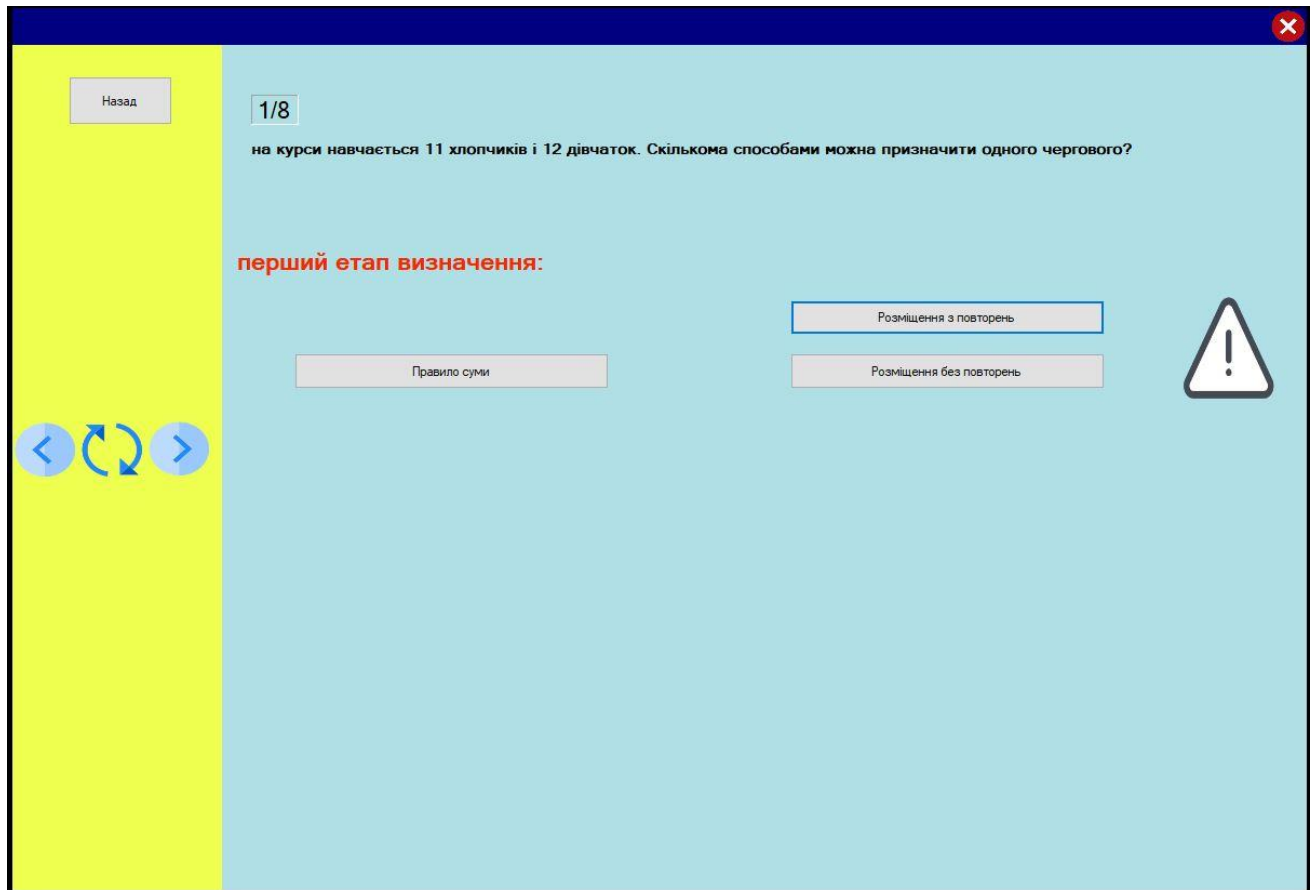 Назад
1/8
на курси навчається 11 хлопчиків і 12 дівчаток. Скількома способами можна призначити одного чергового?
перший етап визначення:
Розміщення з повторень
Правило суми
Розміщення без повторень